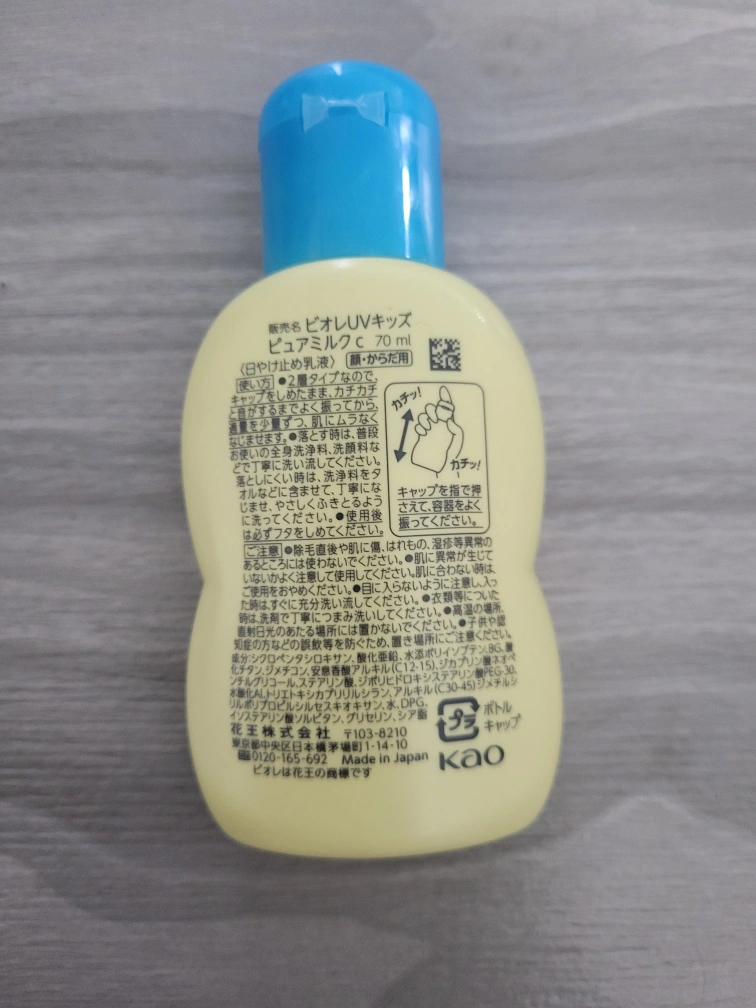 販売名 ビオレUVキッズ
ピュアミルクc 70 ml
〈日やけ止め乳液〉 顔・からだ用
使い方 ●2層タイプなので、
キャップをしめたまま、カチカチ
と音がするまでよく振ってから、
適量を少量ずつ、肌にムラなく
なじませます。●落とす時は、普段
お使いの全身洗浄料、洗顔料な
どで丁寧に洗い流してください。
落としにくい時は、洗浄料をタ
オルなどに含ませて、丁寧にな
じませ、やさしくふきとるよう
に洗ってください。●使用後
は必ずフタをしめてください。
カチッ!
カチッ!
キャップを指で押
さえて、容器をよく
振ってください。
ご注意 ●除毛直後や肌に傷、はれもの、湿疹等異常の
あるところには使わないでください。●肌に異常が生じて
いないかよく注意して使用してください。肌に合わない時は、
ご使用をおやめください。●目に入らないように注意し、入っ
た時は、すぐに充分洗い流してください。●衣類等についた
時は、洗剤で丁寧につまみ洗いしてください。●高温の場所、
直射日光のあたる場所には置かないでください。●子供や認
知症の方などの誤飲等を防ぐため、置き場所にご注意ください。
成分:シクロペンタシロキサン、酸化亜鉛、水添ポリイソブテン、BG、酸
化チタン、ジメチコン、安息香酸アルキル(C12-15)、ジカプリン酸ネオペ
ンチルグリコール、ステアリン酸、ジポリヒドロキシステアリン酸PEG-30、
水酸化Al、トリエトキシカプリリルシラン、アルキル(C30-45)ジメチルシ
リルポリプロピルシルセスキオキサン、水、DPG、
イソステアリン酸ソルビタン、グリセリン、シア脂
花王株式会社 〒103-8210
東京都中央区日本橋茅場町1-14-10
0120-165-692 Made in Japan
ビオレは花王の商標です
プラ
ボトル
キャップ
Kao